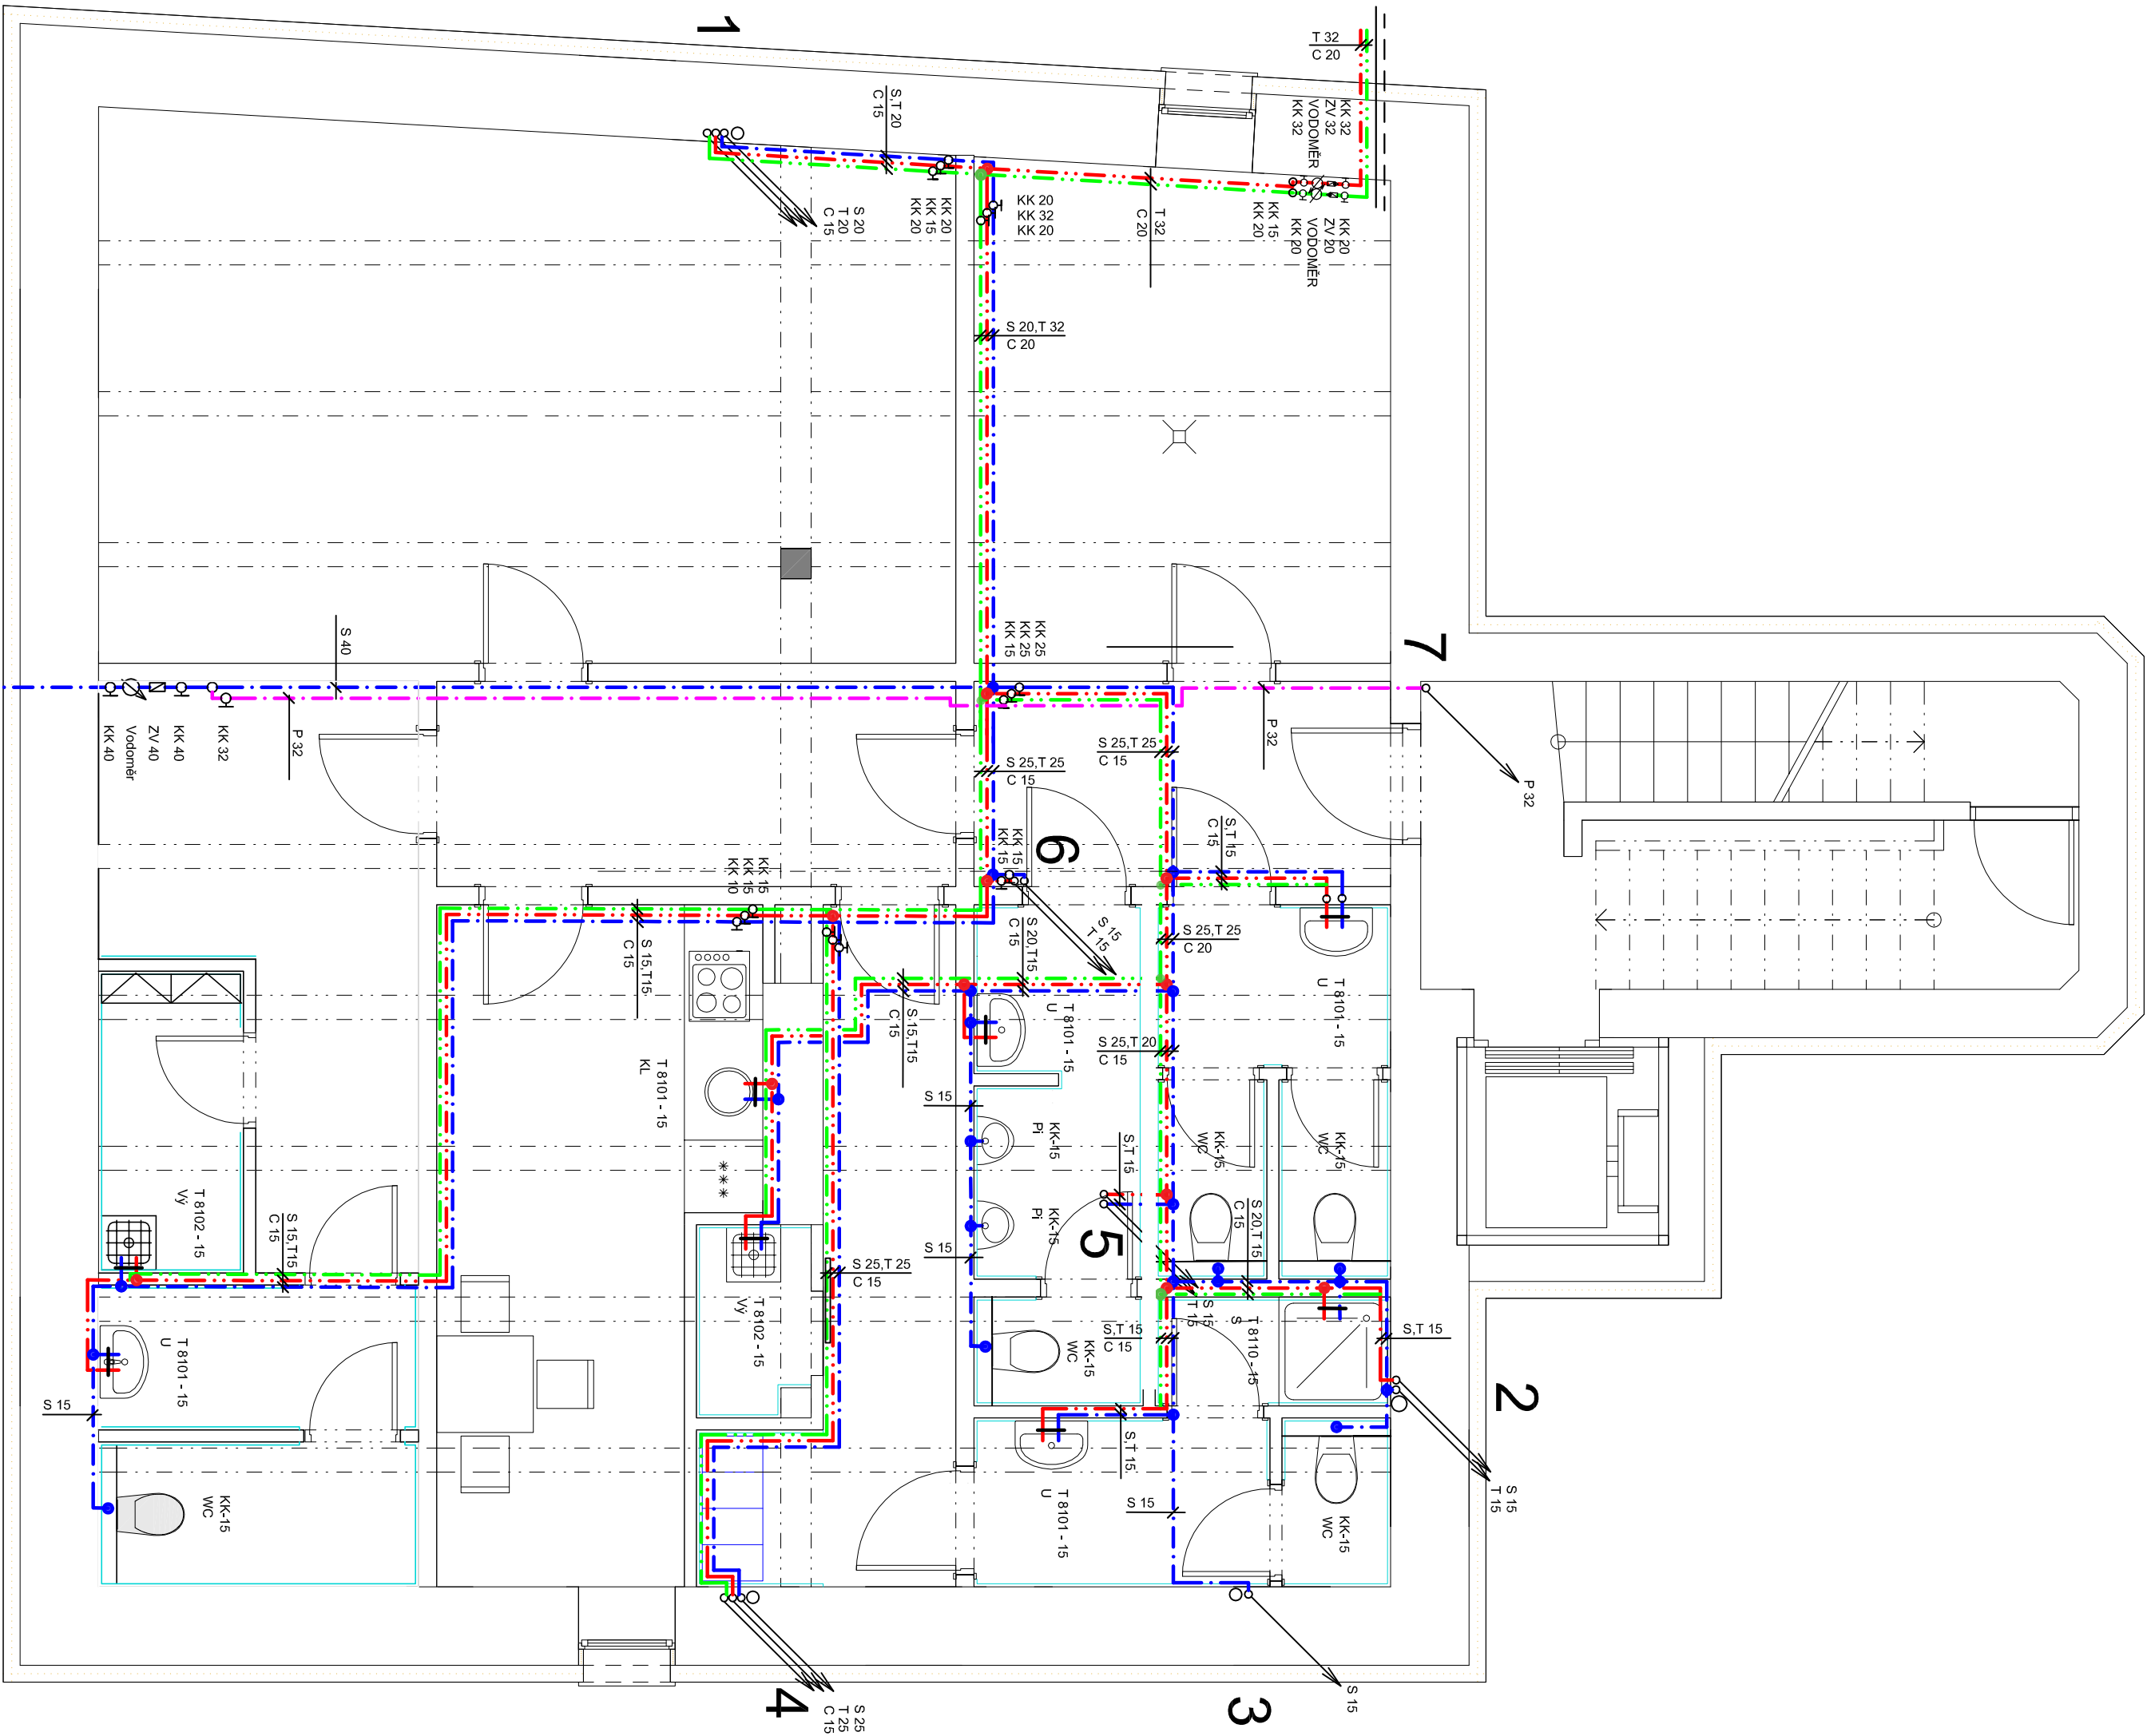 1
T 32
C 20
KK 32
ZV 32
VODOMĚR
KK 32
S,T 20
C 15
S 20
T 20
C 15
KK 20
KK 15
KK 20
KK 20
KK 32
KK 20
T 32
C 20
KK 15
KK 20
KK 20
ZV 20
VODOMĚR
KK 20
S 20,T 32
C 20
S 40
KK 25
KK 25
KK 15
7
KK 40
Vodoměr
ZV 40
KK 40
KK 32
P 32
S 25,T 25
C 15
S 25,T 25
C 15
P 32
P 32
6
KK 15
KK 15
S,T 15
C 15
KK 15
KK 15
KK 10
S 15,T15
C 15
S 20,T15
C 15
S 15
T 15
S 25,T 25
C 20
T 8101 - 15
U
S 15,T15
C 15
T 8101 - 15
U
S 25,T 20
C 15
T 8101 - 15
KL
S 15
KK-15
Pi
S,T 15
KK-15
WC
KK-15
WC
T 8102 - 15
Vý
S 15,T15
C 15
KK-15
Pi
S 15
5
S 20,T 15
C 15
S 25,T 25
C 15
T 8102 - 15
Vý
S 15
T 15
T 8110 - 15
S
S,T 15
C 15
S,T 15
KK-15
WC
T 8101 - 15
U
S 15
2
S,T 15
S 15
T 15
KK-15
WC
T 8101 - 15
U
S 15
KK-15
WC
4
S 25
T 25
C 15
3
S 15